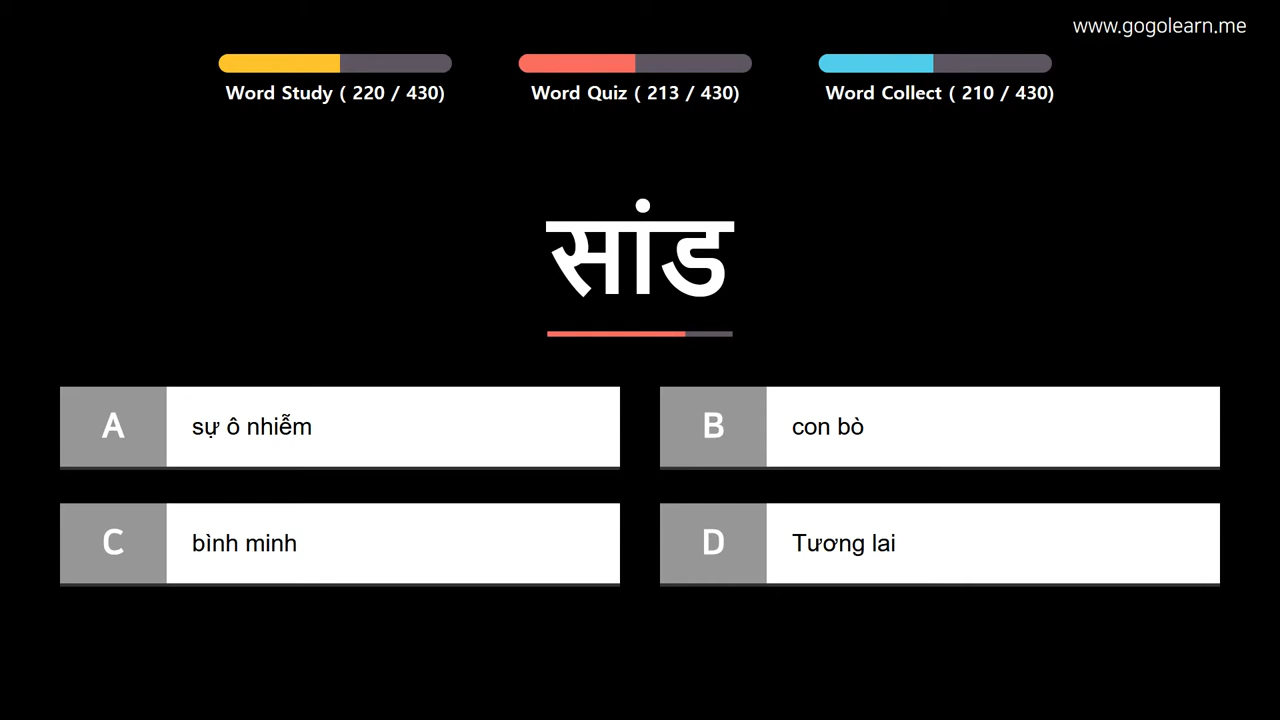 www.gogolearn.me
Word Study ( 220 / 430)
Word Quiz ( 213 / 430)
Word Collect ( 210 / 430)
सांड
A
sự ô nhiễm
B
con bò
C
bình minh
D
Tương lai